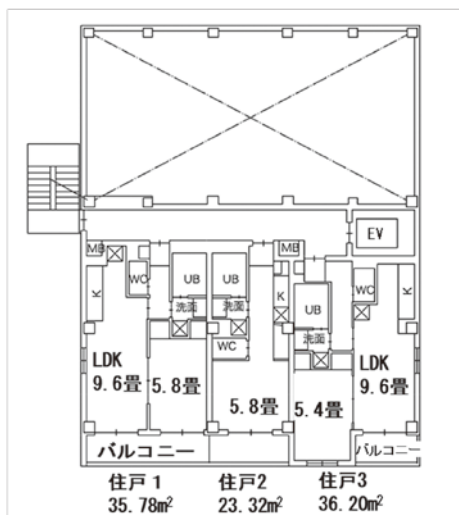 EV
MB
MB
WC
UB
UB
K
K
UB
WC
K
洗面
洗面
WC
洗面
LDK
9.6畳
5.8畳
5.8畳
5.4畳
LDK
9.6畳
バルコニー
バルコニー
住戸1
35.78m²
住戸2
23.32m²
住戸3
36.20m²